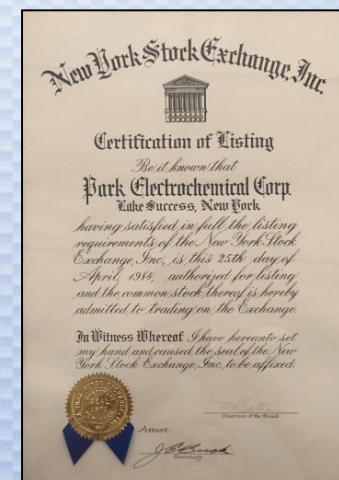 New York Stock Exchange, Inc.
Certification of Listing
Be it known that
Park Electrochemical Corp.
Lake Success, New York
having satisfied in full the listing
requirements of the New York Stock
Exchange, Inc., is this 25th day of
April, 1984, authorized for listing
and the common stock thereof is hereby
admitted to trading on the Exchange.
In Witness Whereof I have hereunto set
my hand and caused the seal of the New
York Stock Exchange, Inc., to be affixed.
Chairman of the Board
Attest:
Secretary